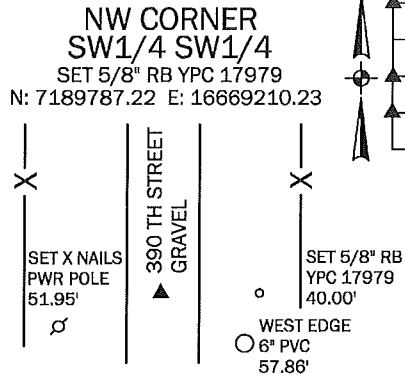 NW CORNER
SW1/4 SW1/4
SET 5/8" RB YPC 17979
N: 7189787.22 E: 16669210.23
X
X
390 TH STREET
GRAVEL
SET X NAILS
PWR POLE
51.95'
SET 5/8" RB
YPC 17979
40.00'
WEST EDGE
6" PVC
57.86'